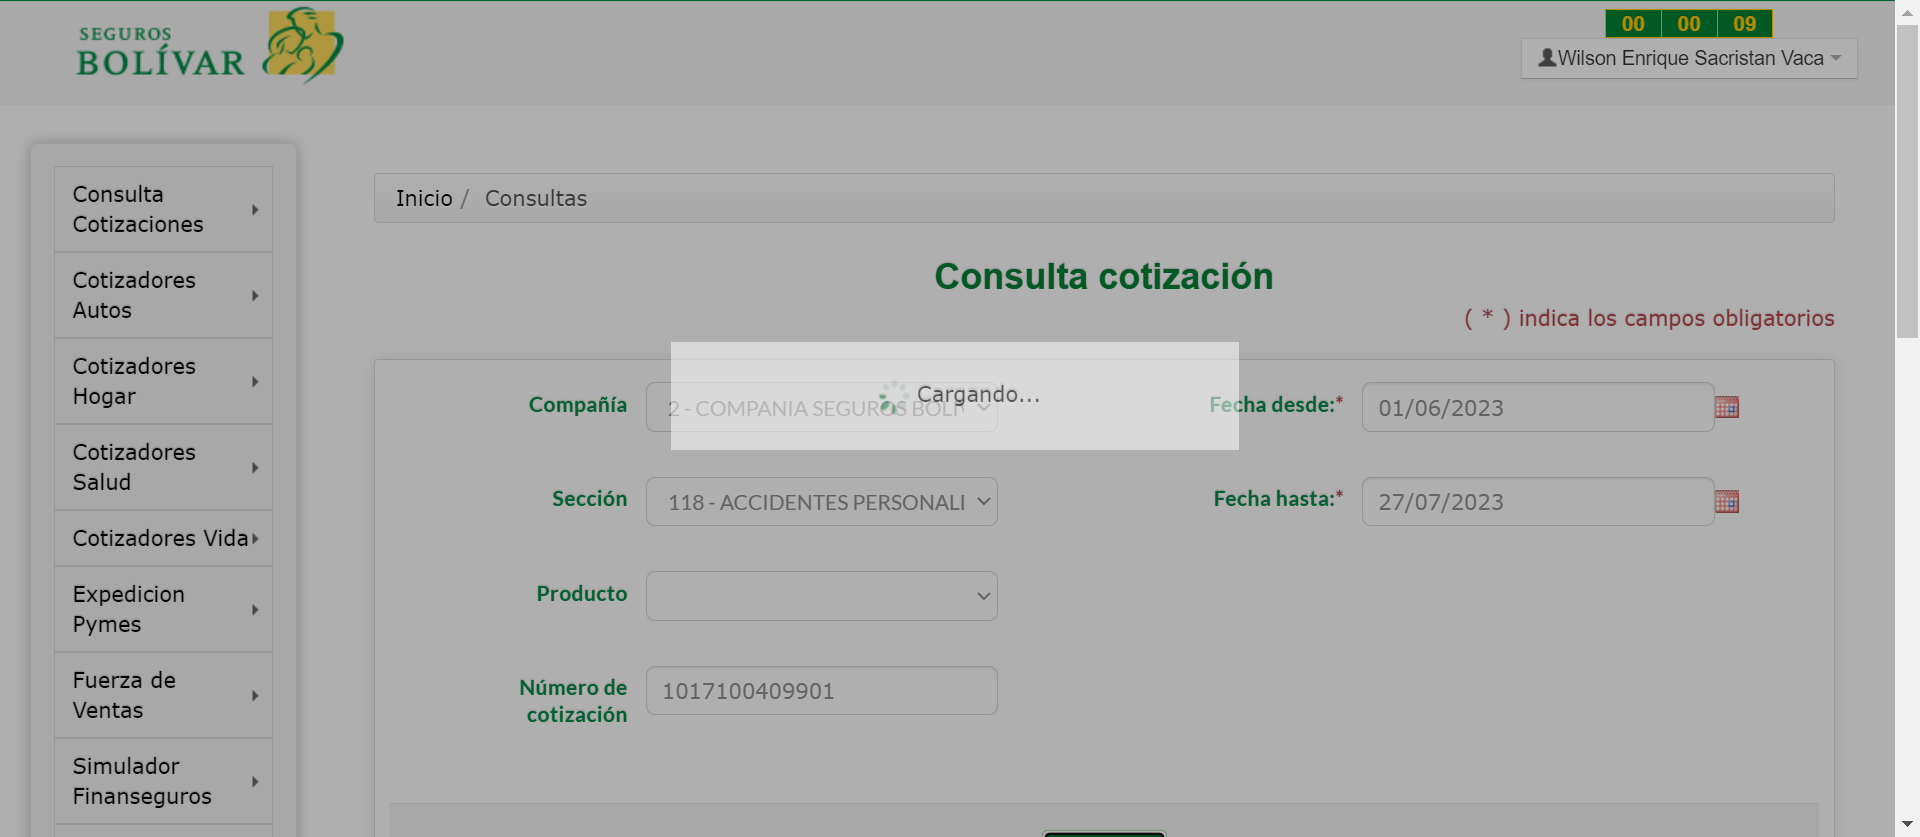 SEGUROS
BOLÍVAR
00 00 09
Wilson Enrique Sacristan Vaca
Consulta
Cotizaciones
Cotizadores
Autos
Cotizadores
Hogar
Cotizadores
Salud
Cotizadores Vida
Expedicion
Pymes
Fuerza de
Ventas
Simulador
Finanseguros
Inicio / Consultas
Consulta cotización
( * ) indica los campos obligatorios
Cargando...
Compañía 2 - COMPANIA SEGUROS BOLI
Fecha desde:* 01/06/2023
Sección 118 - ACCIDENTES PERSONALI
Fecha hasta:* 27/07/2023
Producto
Número de
cotización
1017100409901